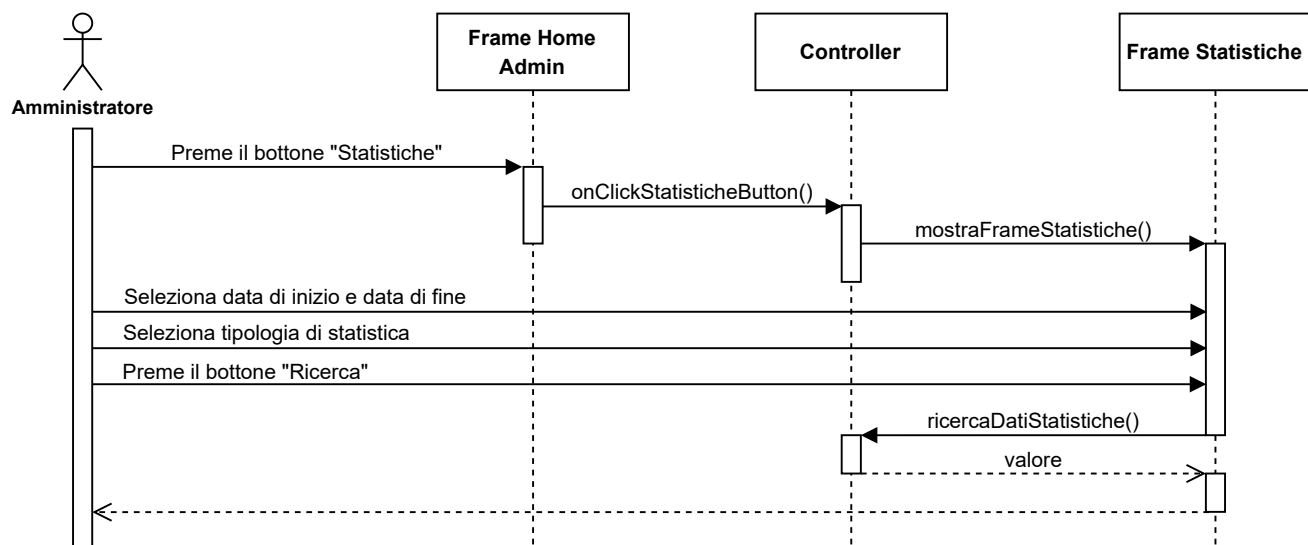 Frame Home
Admin
Controller
Frame Statistiche
Amministratore
Preme il bottone "Statistiche"
onClickStatisticheButton()
mostraFrameStatistiche()
Seleziona data di inizio e data di fine
Seleziona tipologia di statistica
Preme il bottone "Ricerca"
ricercaDatiStatistiche()
valore